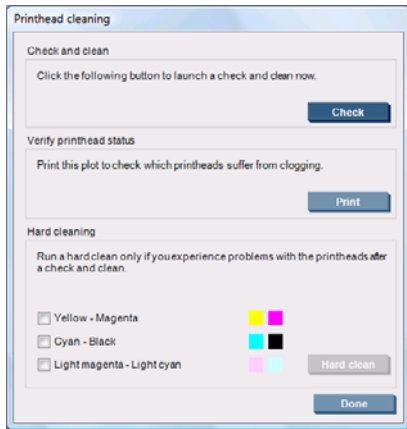 Printhead cleaning
Check and clean
Click the following button to launch a check and clean now.
Check
Verify printhead status
Print this plot to check which printheads suffer from clogging.
Print
Hard cleaning
Run a hard clean only if you experience problems with the printheads after
a check and clean.
Yellow - Magenta
Cyan - Black
Light magenta - Light cyan
Hard clean
Done